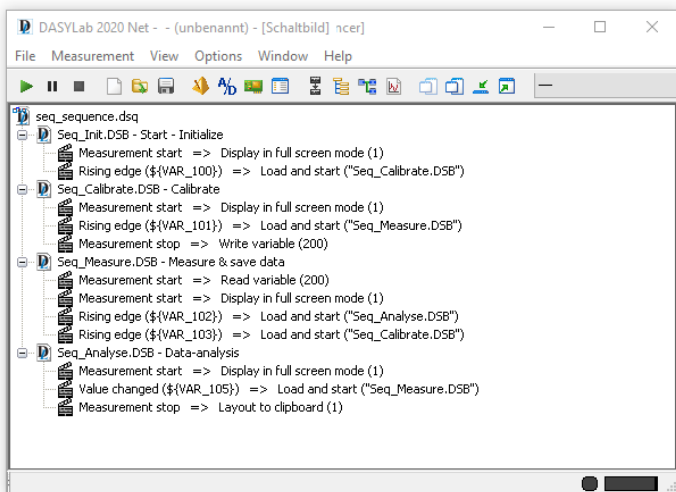 DASYLab 2020 Net - - (unbenannt) - [Schaltbild] ıncer]
File Measurement View Options Window Help
A/D
seq_sequence.dsq
Seq_Init.DSB - Start - Initialize
Measurement start => Display in full screen mode (1)
Rising edge (${VAR_100}) => Load and start ("Seq_Calibrate.DSB")
Seq_Calibrate.DSB - Calibrate
Measurement start => Display in full screen mode (1)
Rising edge (${VAR_101}) => Load and start ("Seq_Measure.DSB")
Measurement stop => Write variable (200)
Seq_Measure.DSB - Measure & save data
Measurement start => Read variable (200)
Measurement start => Display in full screen mode (1)
Rising edge (${VAR_102}) => Load and start ("Seq_Analyse.DSB")
Rising edge (${VAR_103}) => Load and start ("Seq_Calibrate.DSB")
Seq_Analyse.DSB - Data-analysis
Measurement start => Display in full screen mode (1)
Value changed (${VAR_105}) => Load and start ("Seq_Measure.DSB")
Measurement stop => Layout to clipboard (1)